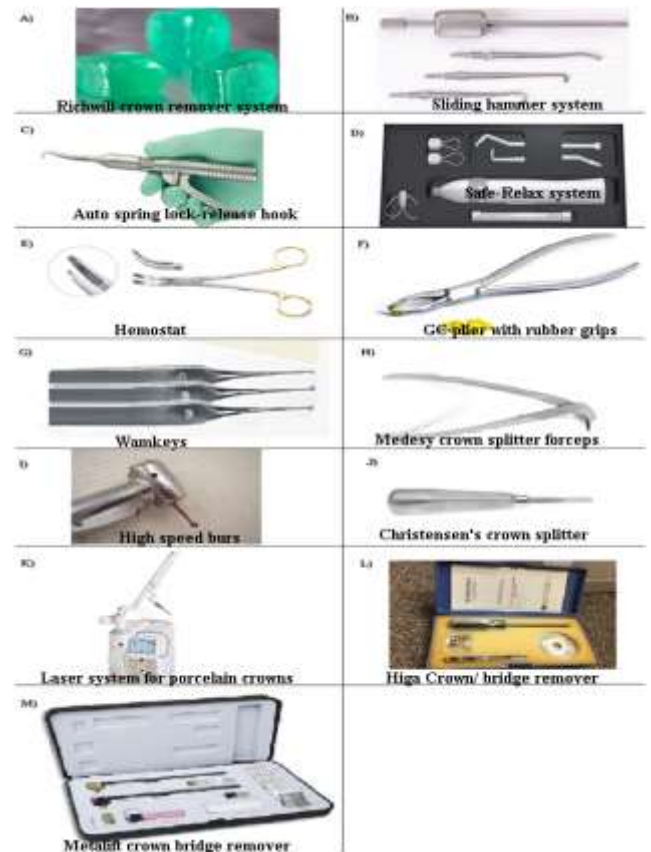 A)
Richwill crown remover system
B)
Sliding hammer system
C)
Auto spring lock-release hook
D)
Safe-Relax system
E)
Hemostat
F)
GC-plier with rubber grips
G)
Wamkeys
H)
Medesy crown splitter forceps
I)
High speed burs
J)
Christensen's crown splitter
K)
Laser system for porcelain crowns
L)
Higa Crown/ bridge remover
M)
Metalift crown bridge remover